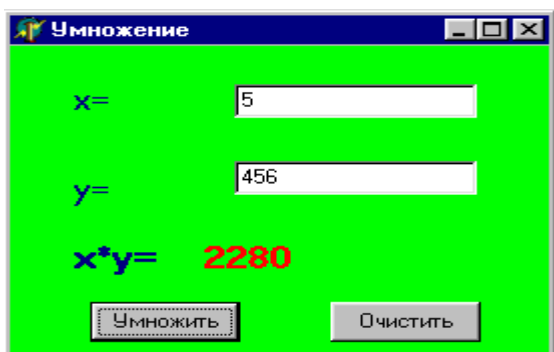 Умножение
x= 5
y= 456
x*y= 2280
Умножить Очистить